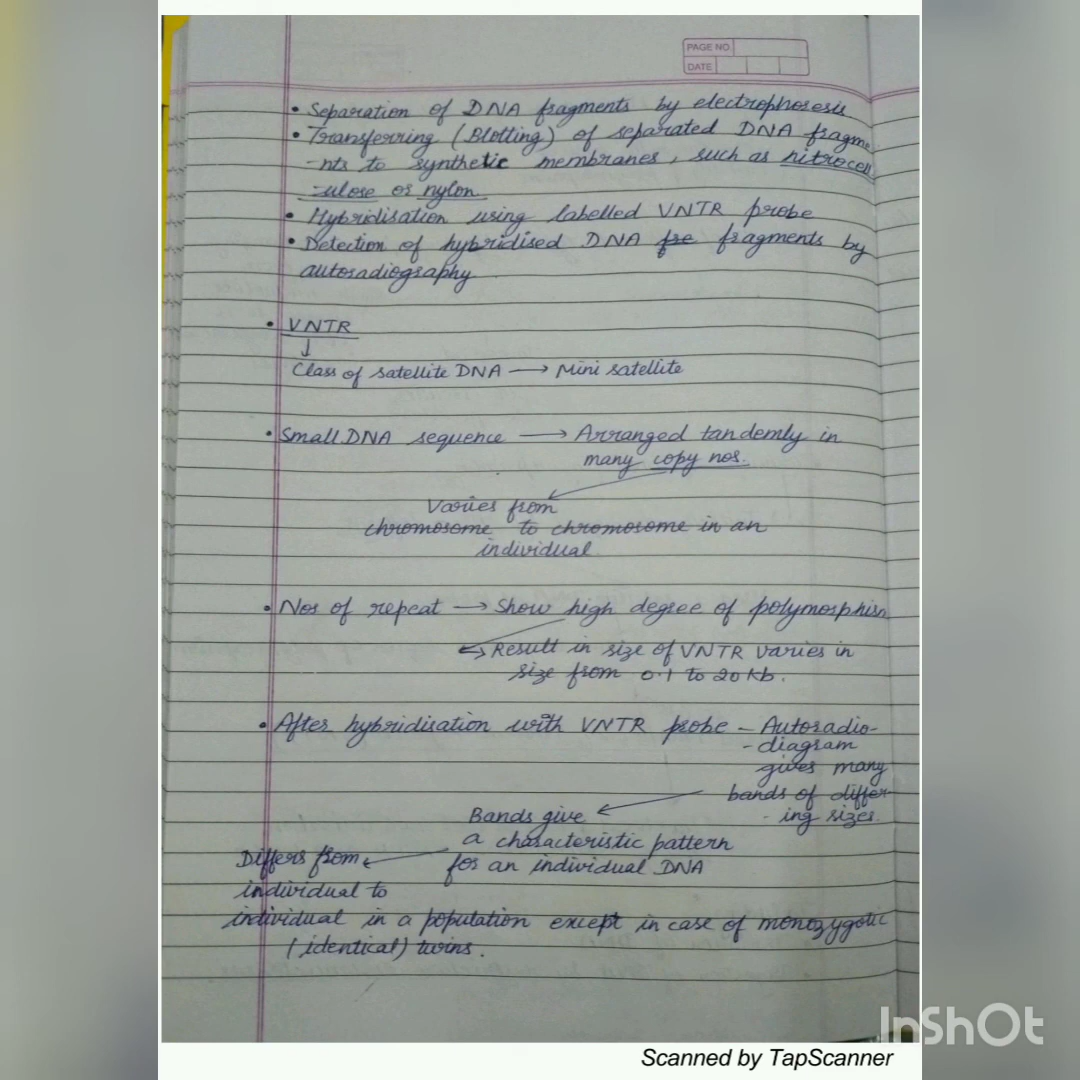 PAGE NO
DATE
• Separation of DNA fragments by electrophoresis
• Transferring (Blotting) of separated DNA fragme
-nts to synthetic membranes, such as nitrocell
-ulose or nylon.
• Hybridisation using labelled VNTR probe
• Detection of hybridised DNA fre fragments by
autoradiography
• VNTR
↓
Class of satellite DNA → Mini satellite
• Small DNA sequence → Arranged tandemly in
many copy nos.
Varies from
chromosome to chromosome in an
individual
• Nos of repeat → Show high degree of polymorphism
↪ Result in size of VNTR varies in
size from 0.1 to 20 Kb.
• After hybridisation with VNTR probe – Autoradio-
-diagram
gives many
bands of differ-
-ing sizes.
Bands give ←
a characteristic pattern
for an individual DNA
Differs from ←
individual to
individual in a population except in case of monozygotic
(identical) twins.
InShOt
Scanned by TapScanner